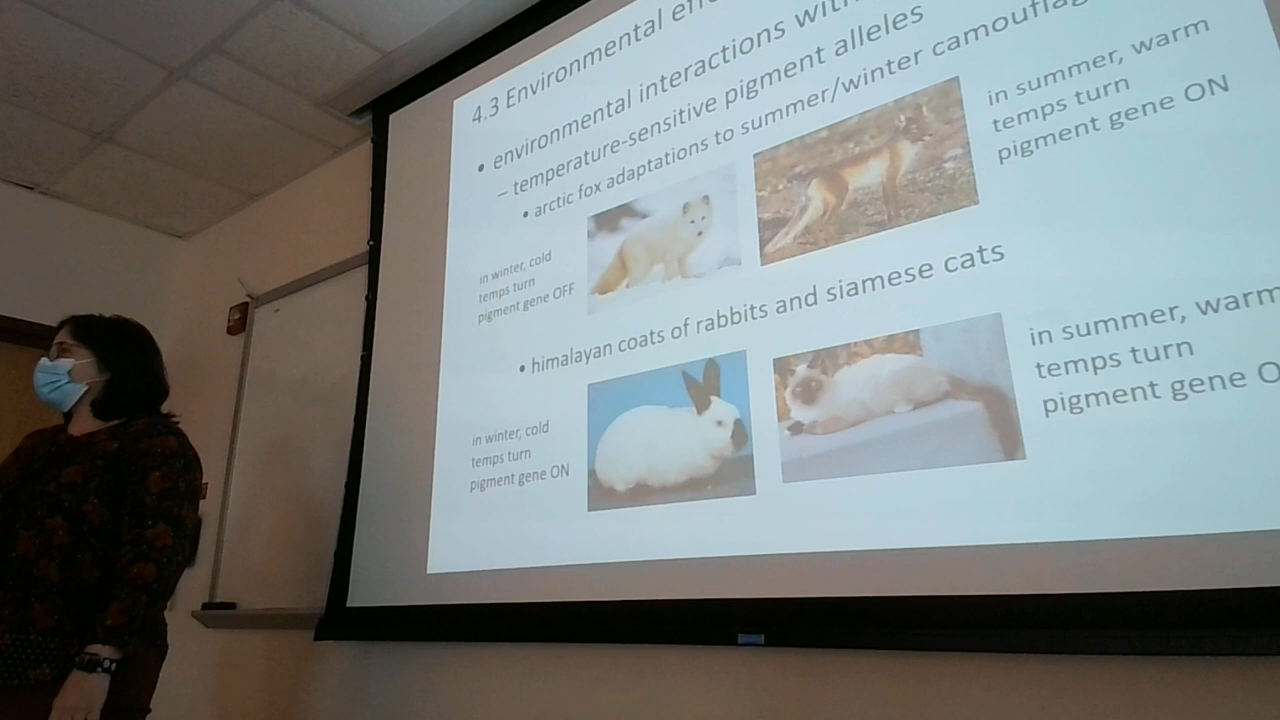 4.3 Environmental
• environmental interactions with
– temperature-sensitive pigment alleles
• arctic fox adaptations to summer/winter
in summer, warm
temps turn
pigment gene ON
in winter, cold
temps turn
pigment gene OFF
• himalayan coats of rabbits and siamese cats
in winter, cold
temps turn
pigment gene ON
in summer, warm
temps turn
pigment gene